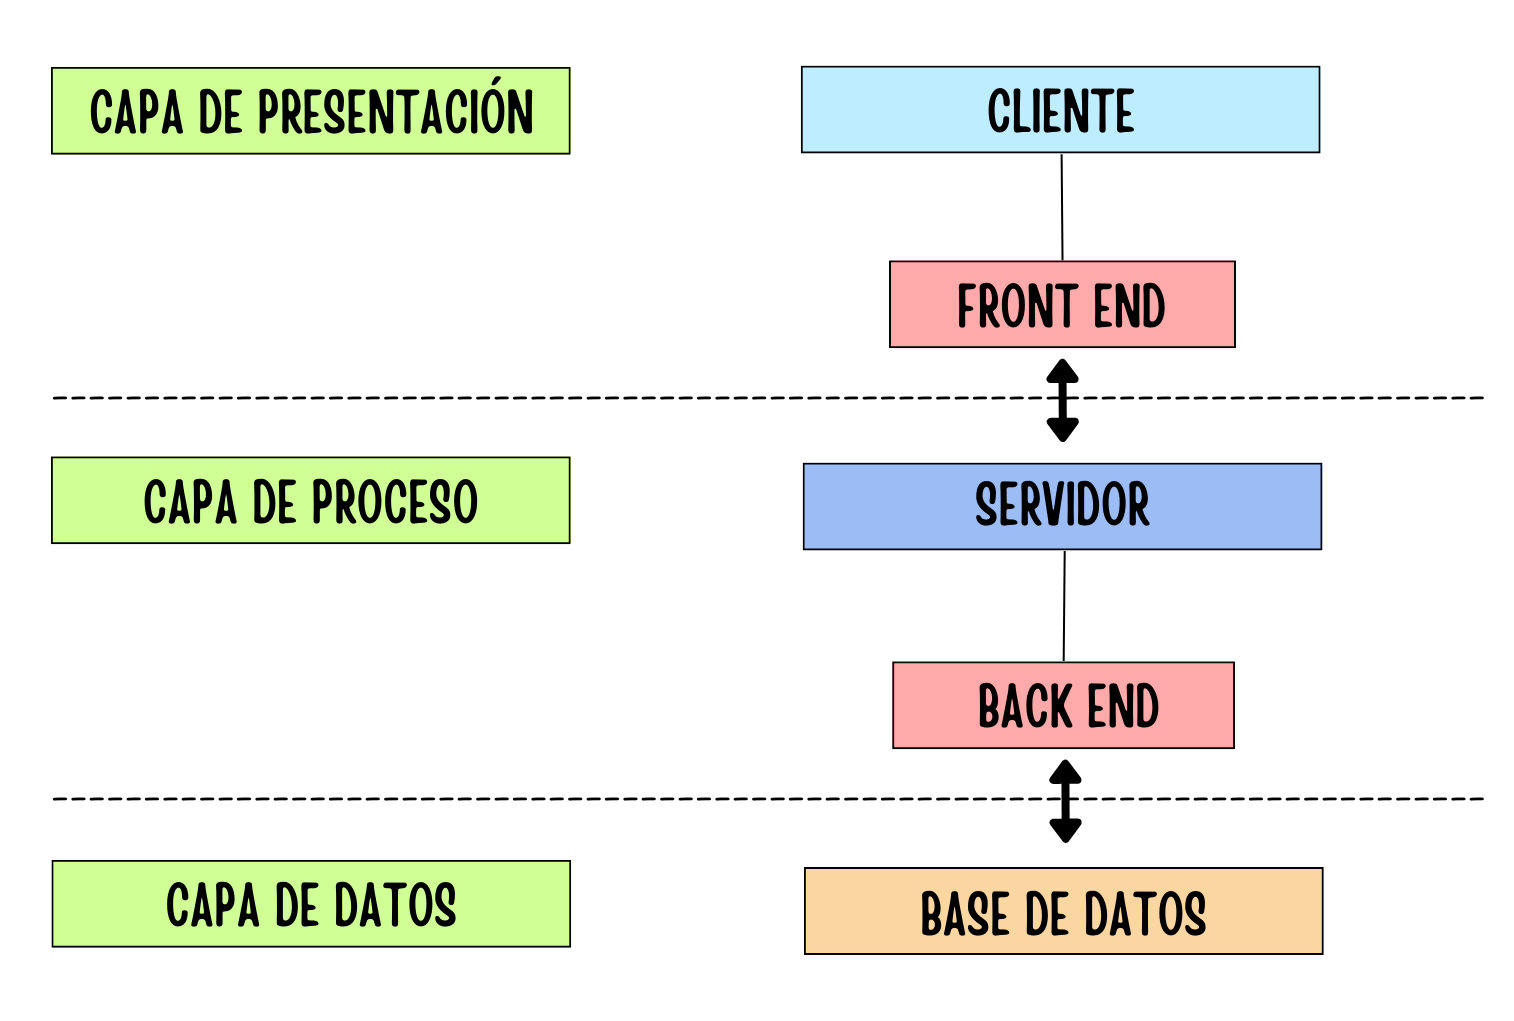 CAPA DE PRESENTACIÓN
CLIENTE
FRONT END
CAPA DE PROCESO
SERVIDOR
BACK END
CAPA DE DATOS
BASE DE DATOS